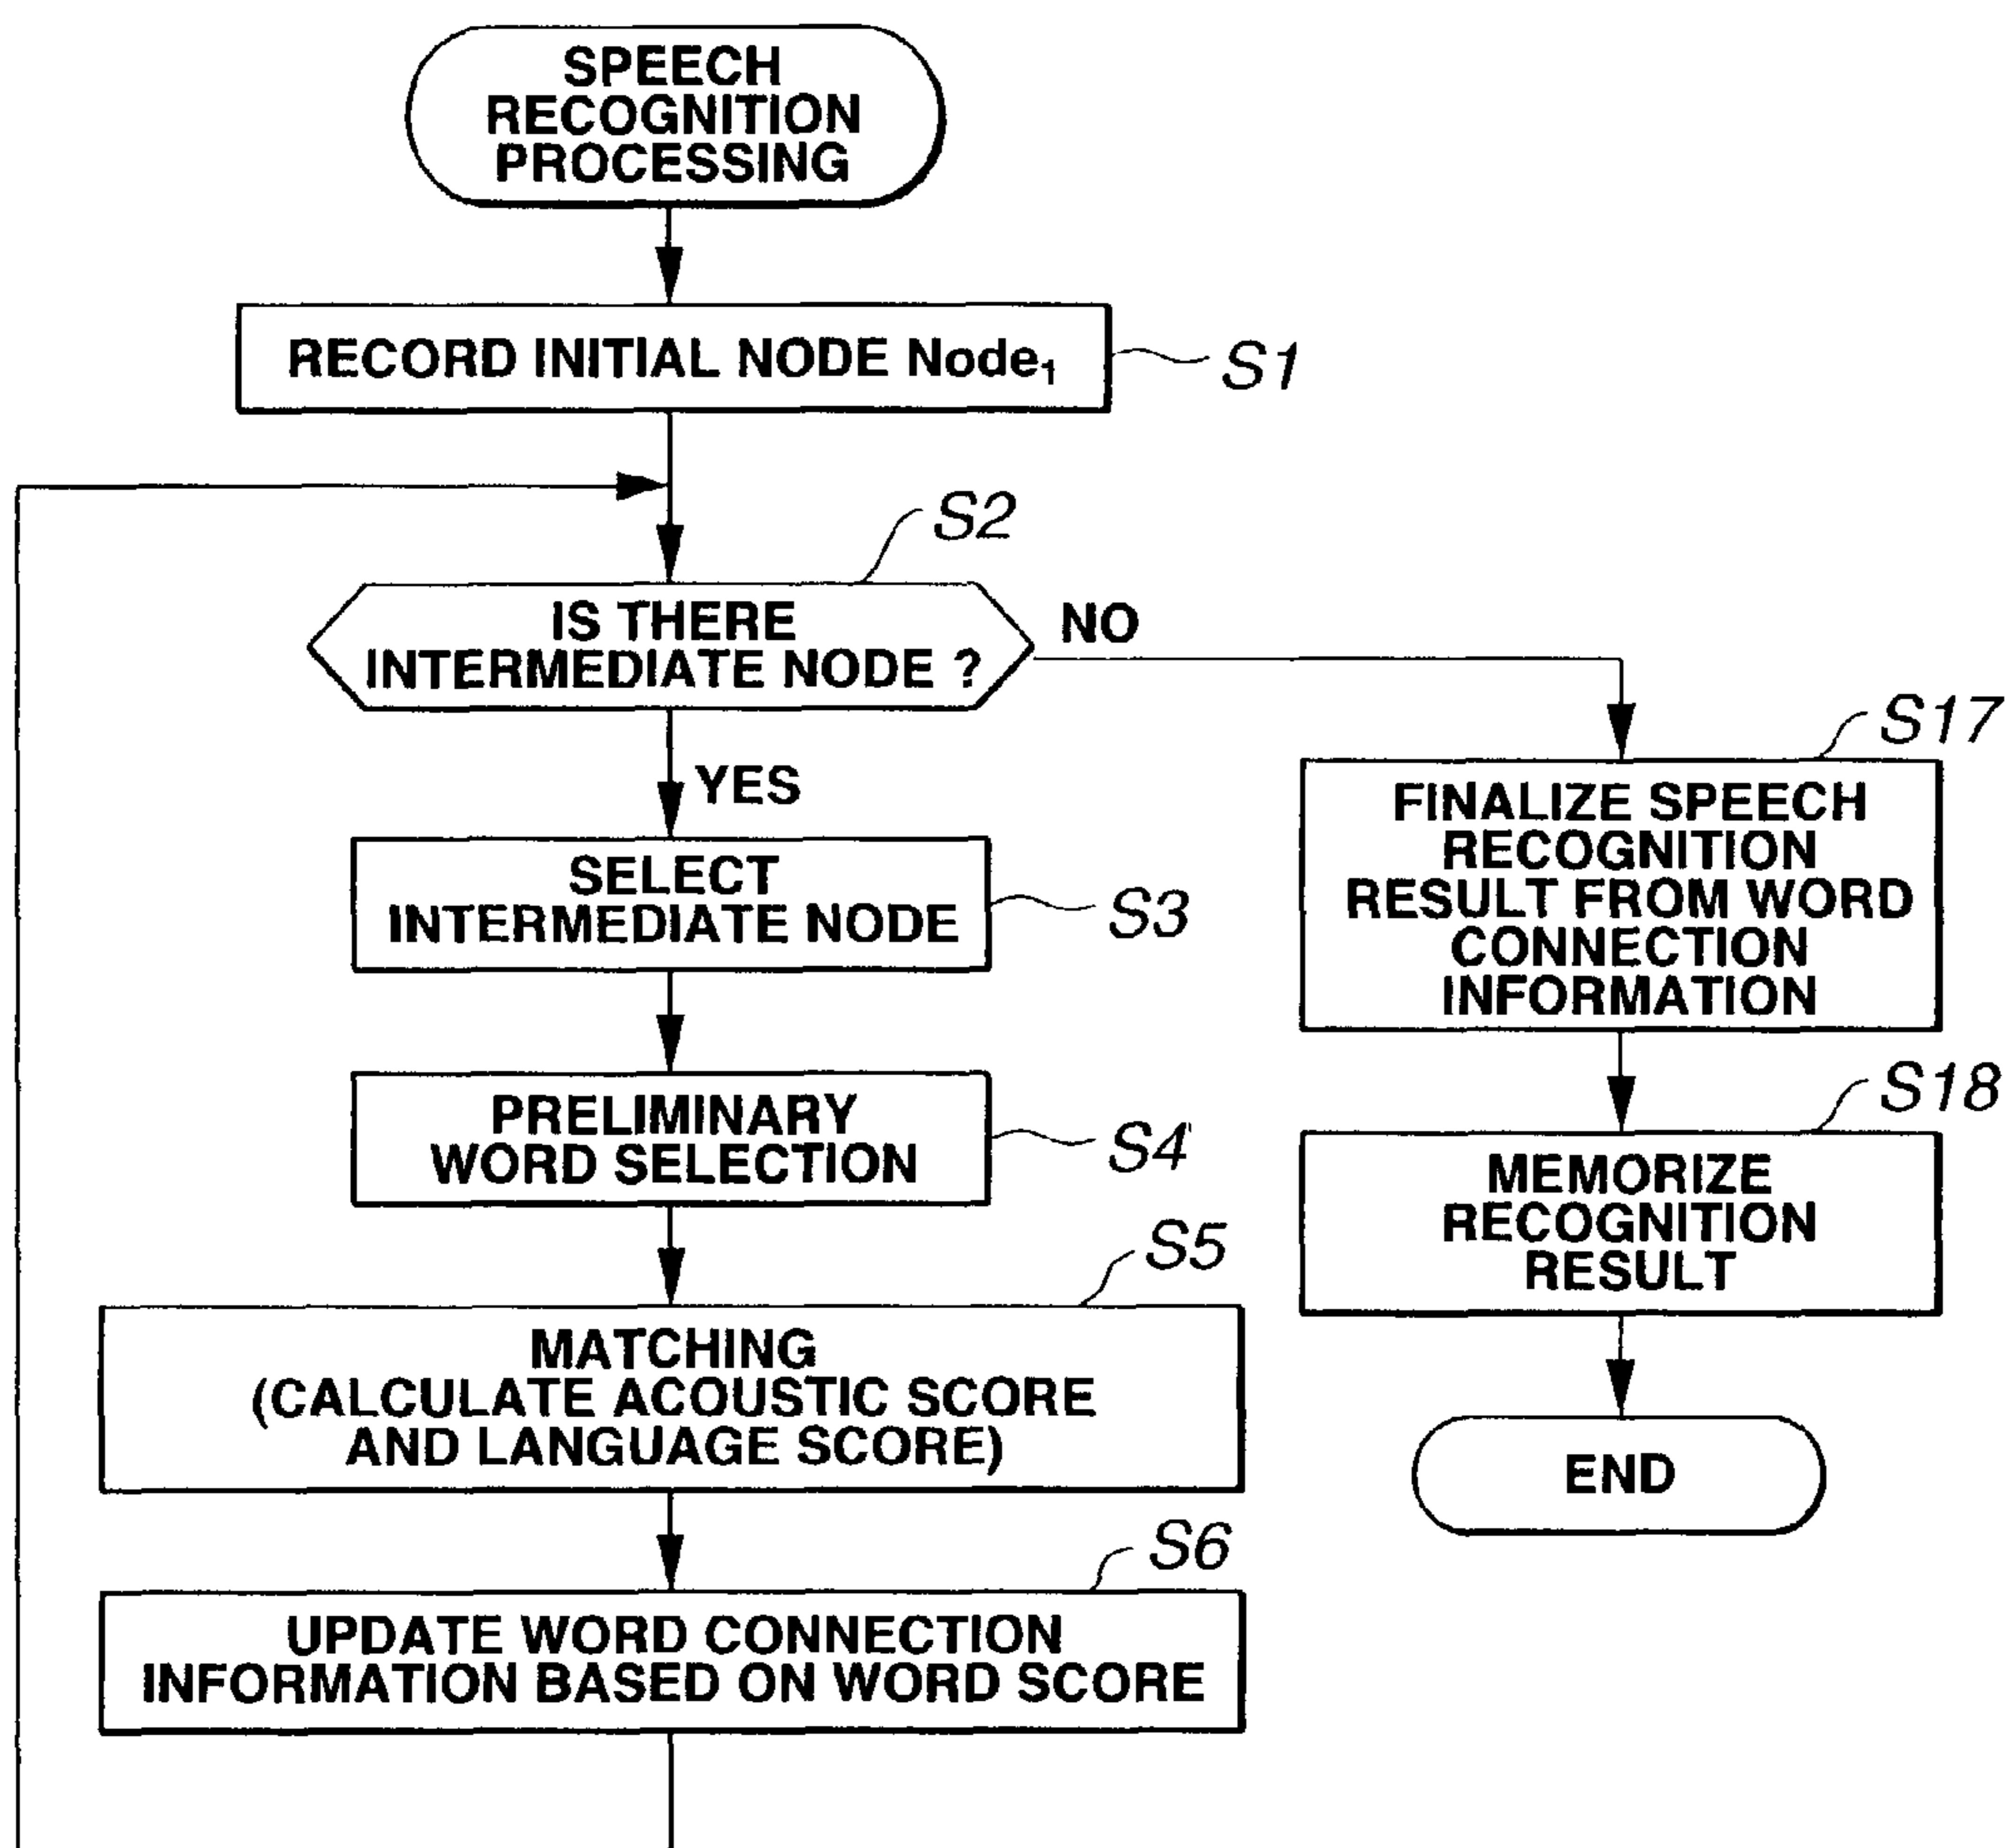 SPEECH
RECOGNITION
PROCESSING
RECORD INITIAL NODE Node₁
S1
S2
IS THERE
INTERMEDIATE NODE ?
NO
YES
SELECT
INTERMEDIATE NODE
S3
PRELIMINARY
WORD SELECTION
S4
S5
MATCHING
(CALCULATE ACOUSTIC SCORE
AND LANGUAGE SCORE)
S6
UPDATE WORD CONNECTION
INFORMATION BASED ON WORD SCORE
S17
FINALIZE SPEECH
RECOGNITION
RESULT FROM WORD
CONNECTION
INFORMATION
S18
MEMORIZE
RECOGNITION
RESULT
END